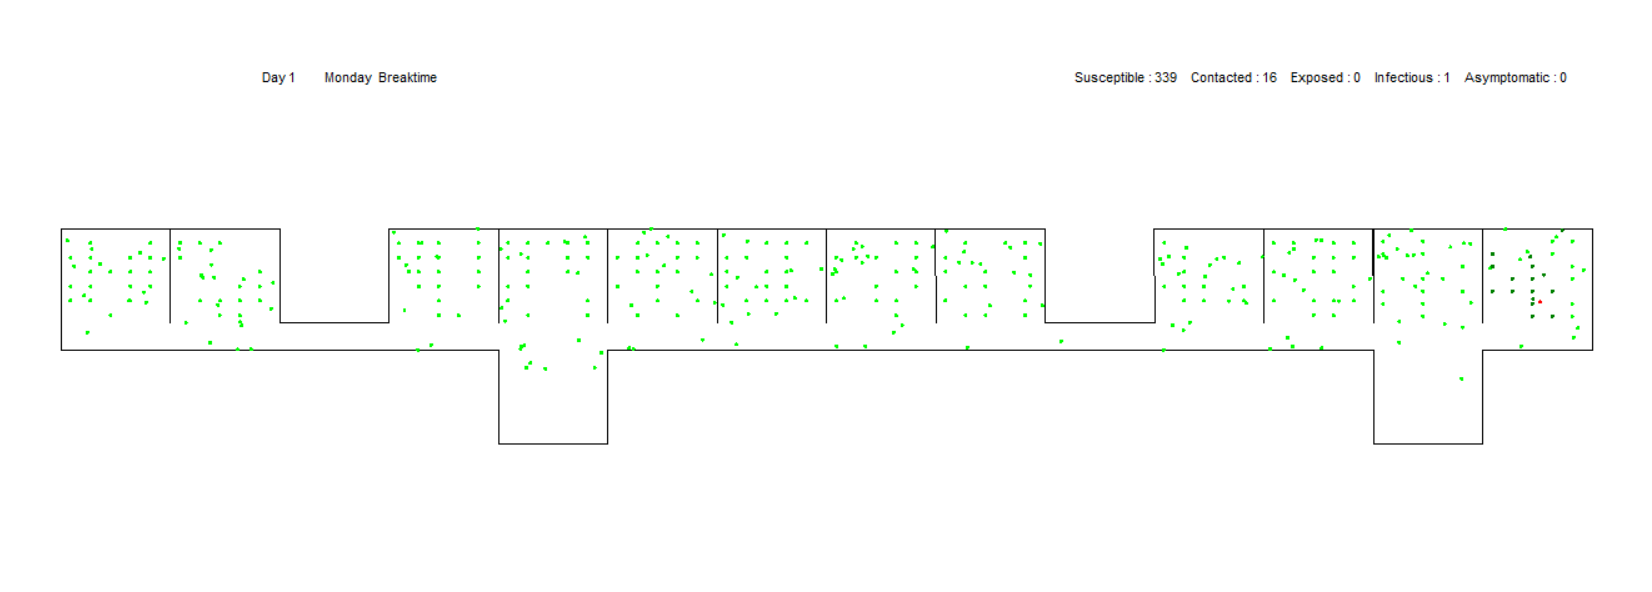 Day 1 Monday Breaktime Susceptible : 339 Contacted : 16 Exposed : 0 Infectious : 1 Asymptomatic : 0